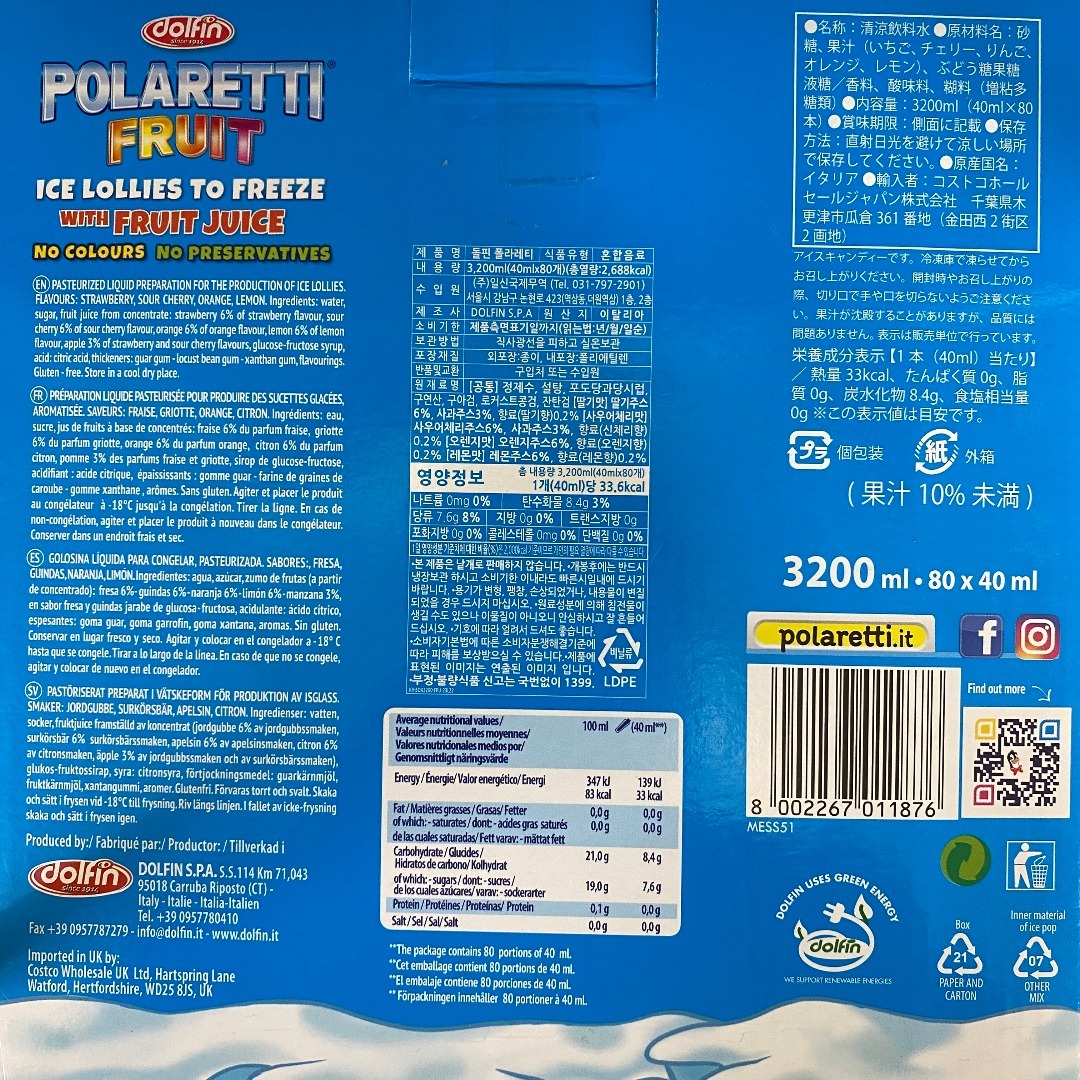 dolfin
since 1914
POLARETTI®
FRUIT
ICE LOLLIES TO FREEZE
WITH FRUIT JUICE
NO COLOURS NO PRESERVATIVES
(EN) PASTEURIZED LIQUID PREPARATION FOR THE PRODUCTION OF ICE LOLLIES.
FLAVOURS: STRAWBERRY, SOUR CHERRY, ORANGE, LEMON. Ingredients: water,
sugar, fruit juice from concentrate: strawberry 6% of strawberry flavour, sour
cherry 6% of sour cherry flavour, orange 6% of orange flavour, lemon 6% of lemon
flavour, apple 3% of strawberry and sour cherry flavours, glucose-fructose syrup,
acid: citric acid, thickeners: guar gum - locust bean gum - xanthan gum, flavourings.
Gluten - free. Store in a cool dry place.
(FR) PRÉPARATION LIQUIDE PASTEURISÉE POUR PRODUIRE DES SUCETTES GLACÉES,
AROMATISÉE. SAVEURS: FRAISE, GRIOTTE, ORANGE, CITRON. Ingrédients: eau,
sucre, jus de fruits à base de concentrés: fraise 6% du parfum fraise, griotte
6% du parfum griotte, orange 6% du parfum orange, citron 6% du parfum
citron, pomme 3% des parfums fraise et griotte, sirop de glucose-fructose,
acidifiant : acide citrique, épaississants : gomme guar - farine de graines de
caroube - gomme xanthane , arômes. Sans gluten. Agiter et placer le produit
au congélateur à -18°C jusqu'à la congélation. Tirer la ligne. En cas de
non-congélation, agiter et placer le produit à nouveau dans le congélateur.
Conserver dans un endroit frais et sec.
(ES) GOLOSINA LÍQUIDA PARA CONGELAR, PASTEURIZADA. SABORES:, FRESA,
GUINDAS, NARANJA, LIMÓN. Ingredientes: agua, azúcar, zumo de frutas (a partir
de concentrado): fresa 6%- guindas 6%-naranja 6%-limón 6%-manzana 3%,
en sabor fresa y guindas jarabe de glucosa-fructosa, acidulante: ácido cítrico,
espesantes: goma guar, goma garrofín, goma xantana, aromas. Sin gluten.
Conservar en lugar fresco y seco. Agitar y colocar en el congelador a -18° C
hasta que se congele. Tirar a lo largo de la línea. En caso de que no se congele,
agitar y colocar de nuevo en el congelador.
(SV) PASTÖRISERAT PREPARAT I VÄTSKEFORM FÖR PRODUKTION AV ISGLASS.
SMAKER: JORDGUBBE, SURKÖRSBÄR, APELSIN, CITRON. Ingredienser: vatten,
socker, fruktjuice framställd av koncentrat (jordgubbe 6% av jordgubbssmaken,
surkörsbär 6% surkörsbärssmaken, apelsin 6% av apelsinsmaken, citron 6%
av citronsmaken, äpple 3% av jordgubbssmaken och av surkörsbärssmaken),
glukos-fruktossirap, syra: citronsyra, förtjockningsmedel: guarkärnmjöl,
fruktkärnmjöl, xantangummi, aromer. Glutenfri. Förvaras torrt och svalt. Skaka
och sätt i frysen vid -18°C till frysning. Riv längs linjen. I fallet av icke-frysning
skaka och sätt i frysen igen.
Produced by:/ Fabriqué par:/ Productor: / Tillverkad i
dolfin
since 1914
DOLFIN S.P.A. S.S.114 Km 71,043
95018 Carruba Riposto (CT) -
Italy - Italie - Italia-Italien
Tel. +39 0957780410
Fax +39 0957787279 - info@dolfin.it - www.dolfin.it
Imported in UK by:
Costco Wholesale UK Ltd, Hartspring Lane
Watford, Hertfordshire, WD25 8JS, UK
제 품 명 돌핀 폴라레티 식품유형 혼합음료
내 용 량 3,200ml(40mlx80개)(총열량:2,688kcal)
수 입 원 (주)일신국제무역 (Tel. 031-797-2901)
서울시 강남구 논현로 423(역삼동,더원역삼) 1층, 2층
제 조 사 DOLFIN S.P.A 원 산 지 이탈리아
소비기한 제품측면표기일까지(읽는법:년/월/일순)
보관방법 직사광선을 피하고 실온보관
포장재질 외포장:종이, 내포장:폴리에틸렌
반품및교환 구입처 또는 수입원
원재료명 [공통] 정제수, 설탕, 포도당과당시럽,
구연산, 구아검, 로커스트콩검, 잔탄검 [딸기맛] 딸기주스
6%, 사과주스3%, 향료(딸기향)0.2% [사우어체리맛]
사우어체리주스6%, 사과주스3%, 향료(신체리향)
0.2% [오렌지맛] 오렌지주스6%, 향료(오렌지향)
0.2% [레몬맛] 레몬주스6%, 향료(레몬향)0.2%
영양정보 총 내용량 3,200ml(40mlx80개)
1개(40ml)당 33.6kcal
나트륨 0mg 0% 탄수화물 8.4g 3%
당류 7.6g 8% 지방 0g 0% 트랜스지방 0g
포화지방 0g 0% 콜레스테롤 0mg 0% 단백질 0g 0%
1일 영양성분 기준치에 대한 비율(%)은 2,000kcal 기준이므로 개인의 필요 열량에 따라 다를 수 있습니다.
•본 제품은 낱개로 판매하지 않습니다. •개봉후에는 반드시
냉장보관 하시고 소비기한 이내라도 빠른시일내에 드시기
바랍니다. •용기가 변형, 팽창, 손상되었거나, 내용물이 변질
되었을 경우 드시지 마십시오. •원료성분에 의해 침전물이
생길 수도 있으나 이물질이 아니오니 안심하시고 잘 흔들어
드십시오. •기호에 따라 얼려서 드셔도 좋습니다.
•소비자기본법에 따른 소비자분쟁해결기준에
따라 피해를 보상받으실 수 있습니다. •제품에
표현된 이미지는 연출된 이미지 입니다.
•부정·불량식품 신고는 국번없이 1399.
비닐류
LDPE
Average nutritional values/
Valeurs nutritionnelles moyennes/
Valores nutricionales medios por/
Genomsnittligt näringsvärde
100 ml (40 ml**)
Energy/Énergie/Valor energético/Energi 347 kJ 139 kJ
83 kcal 33 kcal
Fat/Matières grasses/Grasas/Fetter 0,0 g 0,0 g
of which: - saturates / dont: - acides gras saturés 0,0 g 0,0 g
de las cuales saturadas/ Fett varav: - mättat fett
Carbohydrate/Glucides/ 21,0 g 8,4 g
Hidratos de carbono/Kolhydrat
of which: - sugars / dont: - sucres / 19,0 g 7,6 g
de los cuales azúcares/ varav: - sockerarter
Protein/Protéines/Proteínas/ Protein 0,1 g 0,0 g
Salt/Sel/Sal/Salt 0,0 g 0,0 g
**The package contains 80 portions of 40 ml.
**Cet emballage contient 80 portions de 40 ml.
**El embalaje contiene 80 porciones de 40 ml.
** Förpackningen innehåller 80 portioner à 40 ml.
●名称：清涼飲料水 ●原材料名：砂
糖、果汁（いちご、チェリー、りんご、
オレンジ、レモン）、ぶどう糖果糖
液糖／香料、酸味料、糊料（増粘多
糖類）●内容量：3200ml（40ml×80
本）●賞味期限：側面に記載 ●保存
方法：直射日光を避けて涼しい場所
で保存してください。●原産国名：
イタリア ●輸入者：コストコホール
セールジャパン株式会社 千葉県木
更津市瓜倉 361 番地（金田西 2 街区
2 画地）
アイスキャンディーです。冷凍庫で凍らせてから
お召し上がりください。開封時やお召し上がりの
際、切り口で手や口を切らないようご注意くださ
い。果汁が沈殿することがありますが、品質には
問題ありません。表示は販売単位で行っています。
栄養成分表示【1 本（40ml）当たり】
／ 熱量 33kcal、たんぱく質 0g、脂
質 0g、炭水化物 8.4g、食塩相当量
0g ※この表示値は目安です。
プラ 個包装 紙 外箱
（果汁 10% 未満）
3200 ml • 80 x 40 ml
polaretti.it
Find out more
8 002267 011876
MESS51
DOLFIN USES GREEN ENERGY
dolfin
WE SUPPORT RENEWABLE ENERGIES
Box
21
PAPER AND
CARTON
Inner material
of ice pop
07
OTHER
MIX